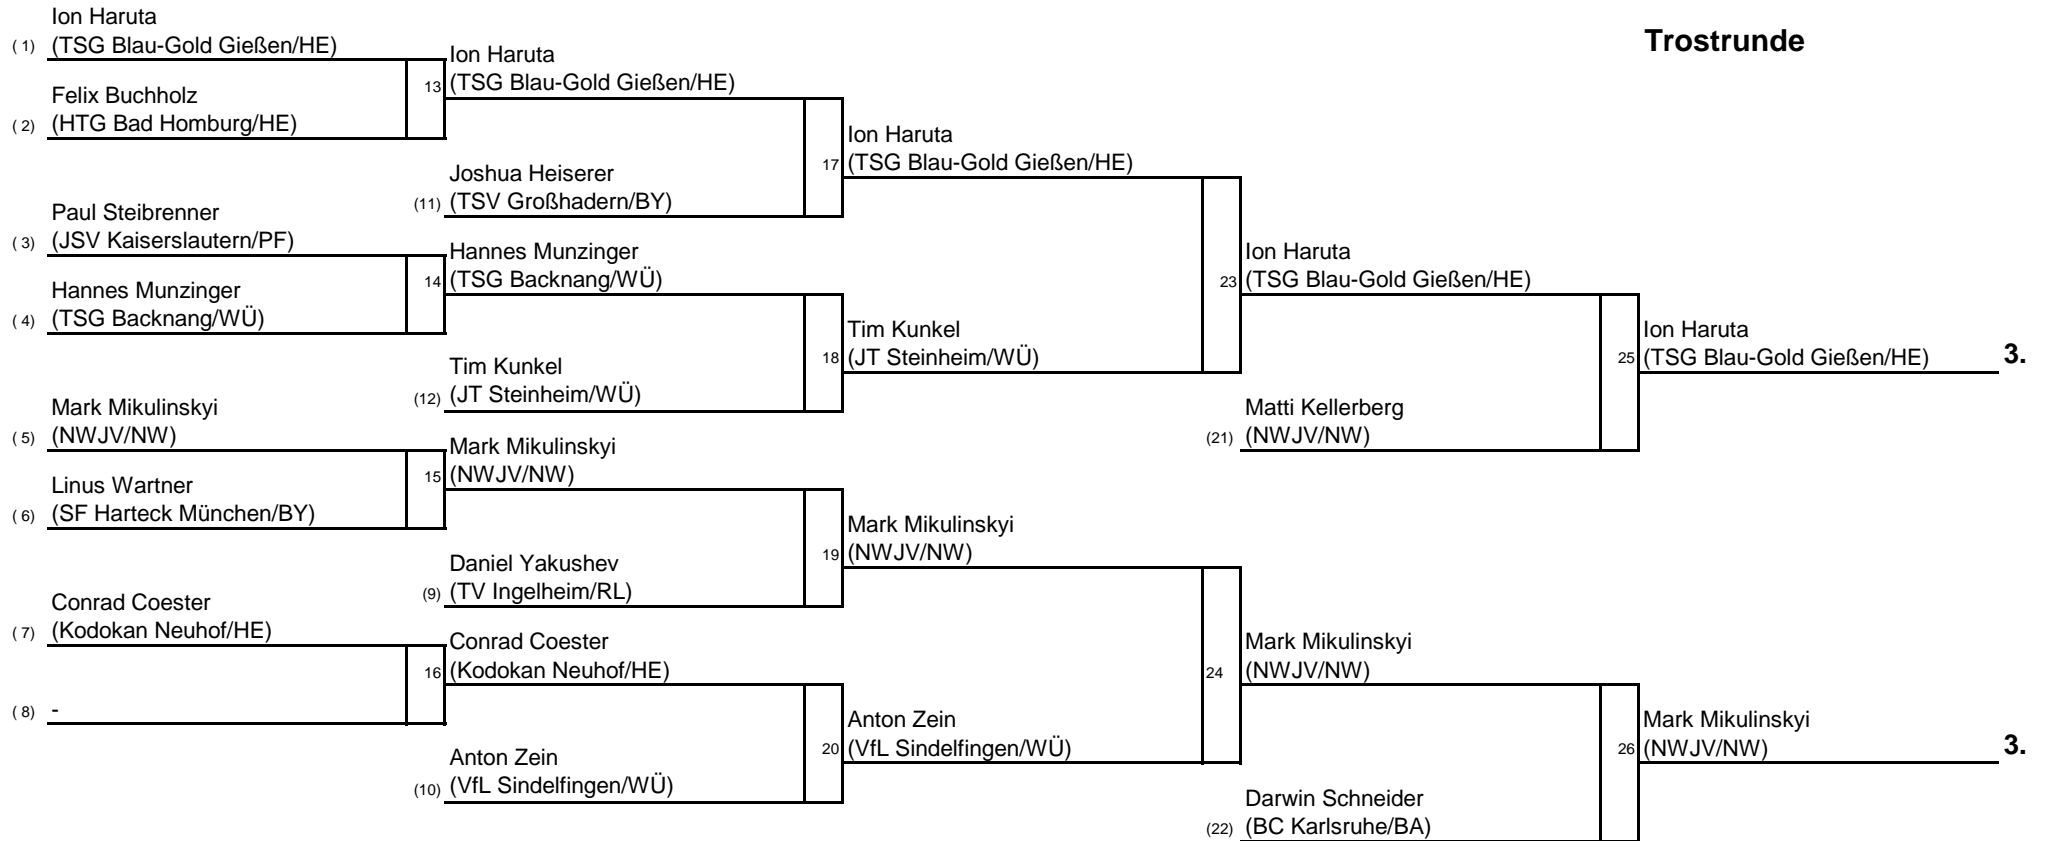 Trostrunde
Ion Haruta
( 1) (TSG Blau-Gold Gießen/HE)
Felix Buchholz
( 2) (HTG Bad Homburg/HE)
Paul Steibrenner
( 3) (JSV Kaiserslautern/PF)
Hannes Munzinger
( 4) (TSG Backnang/WÜ)
Mark Mikulinskyi
( 5) (NWJV/NW)
Linus Wartner
( 6) (SF Harteck München/BY)
Conrad Coester
( 7) (Kodokan Neuhof/HE)
( 8) -
Ion Haruta
13 (TSG Blau-Gold Gießen/HE)
Joshua Heiserer
(11) (TSV Großhadern/BY)
Hannes Munzinger
14 (TSG Backnang/WÜ)
Tim Kunkel
(12) (JT Steinheim/WÜ)
Mark Mikulinskyi
15 (NWJV/NW)
Daniel Yakushev
(9) (TV Ingelheim/RL)
Conrad Coester
16 (Kodokan Neuhof/HE)
Anton Zein
(10) (VfL Sindelfingen/WÜ)
Ion Haruta
17 (TSG Blau-Gold Gießen/HE)
Tim Kunkel
18 (JT Steinheim/WÜ)
Mark Mikulinskyi
19 (NWJV/NW)
Anton Zein
20 (VfL Sindelfingen/WÜ)
Ion Haruta
23 (TSG Blau-Gold Gießen/HE)
Matti Kellerberg
(21) (NWJV/NW)
Mark Mikulinskyi
24 (NWJV/NW)
Darwin Schneider
(22) (BC Karlsruhe/BA)
Ion Haruta
25 (TSG Blau-Gold Gießen/HE) 3.
Mark Mikulinskyi
26 (NWJV/NW) 3.